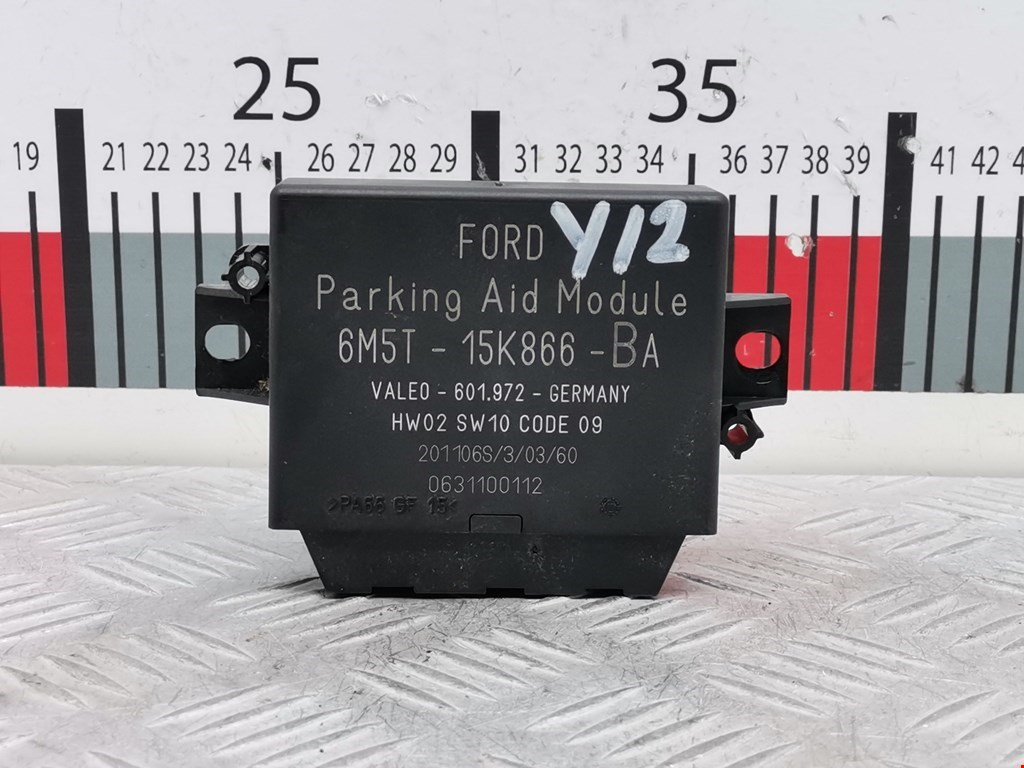 25 35
19 21 22 23 24 26 27 28 29 31 32 33 34 36 37 38 39 41 42
FORD Y12
Parking Aid Module
6M5T - 15K866 - BA
VALEO - 601.972 - GERMANY
HW02 SW10 CODE 09
201106S/3/03/60
0631100112
>PA66 GF 15<